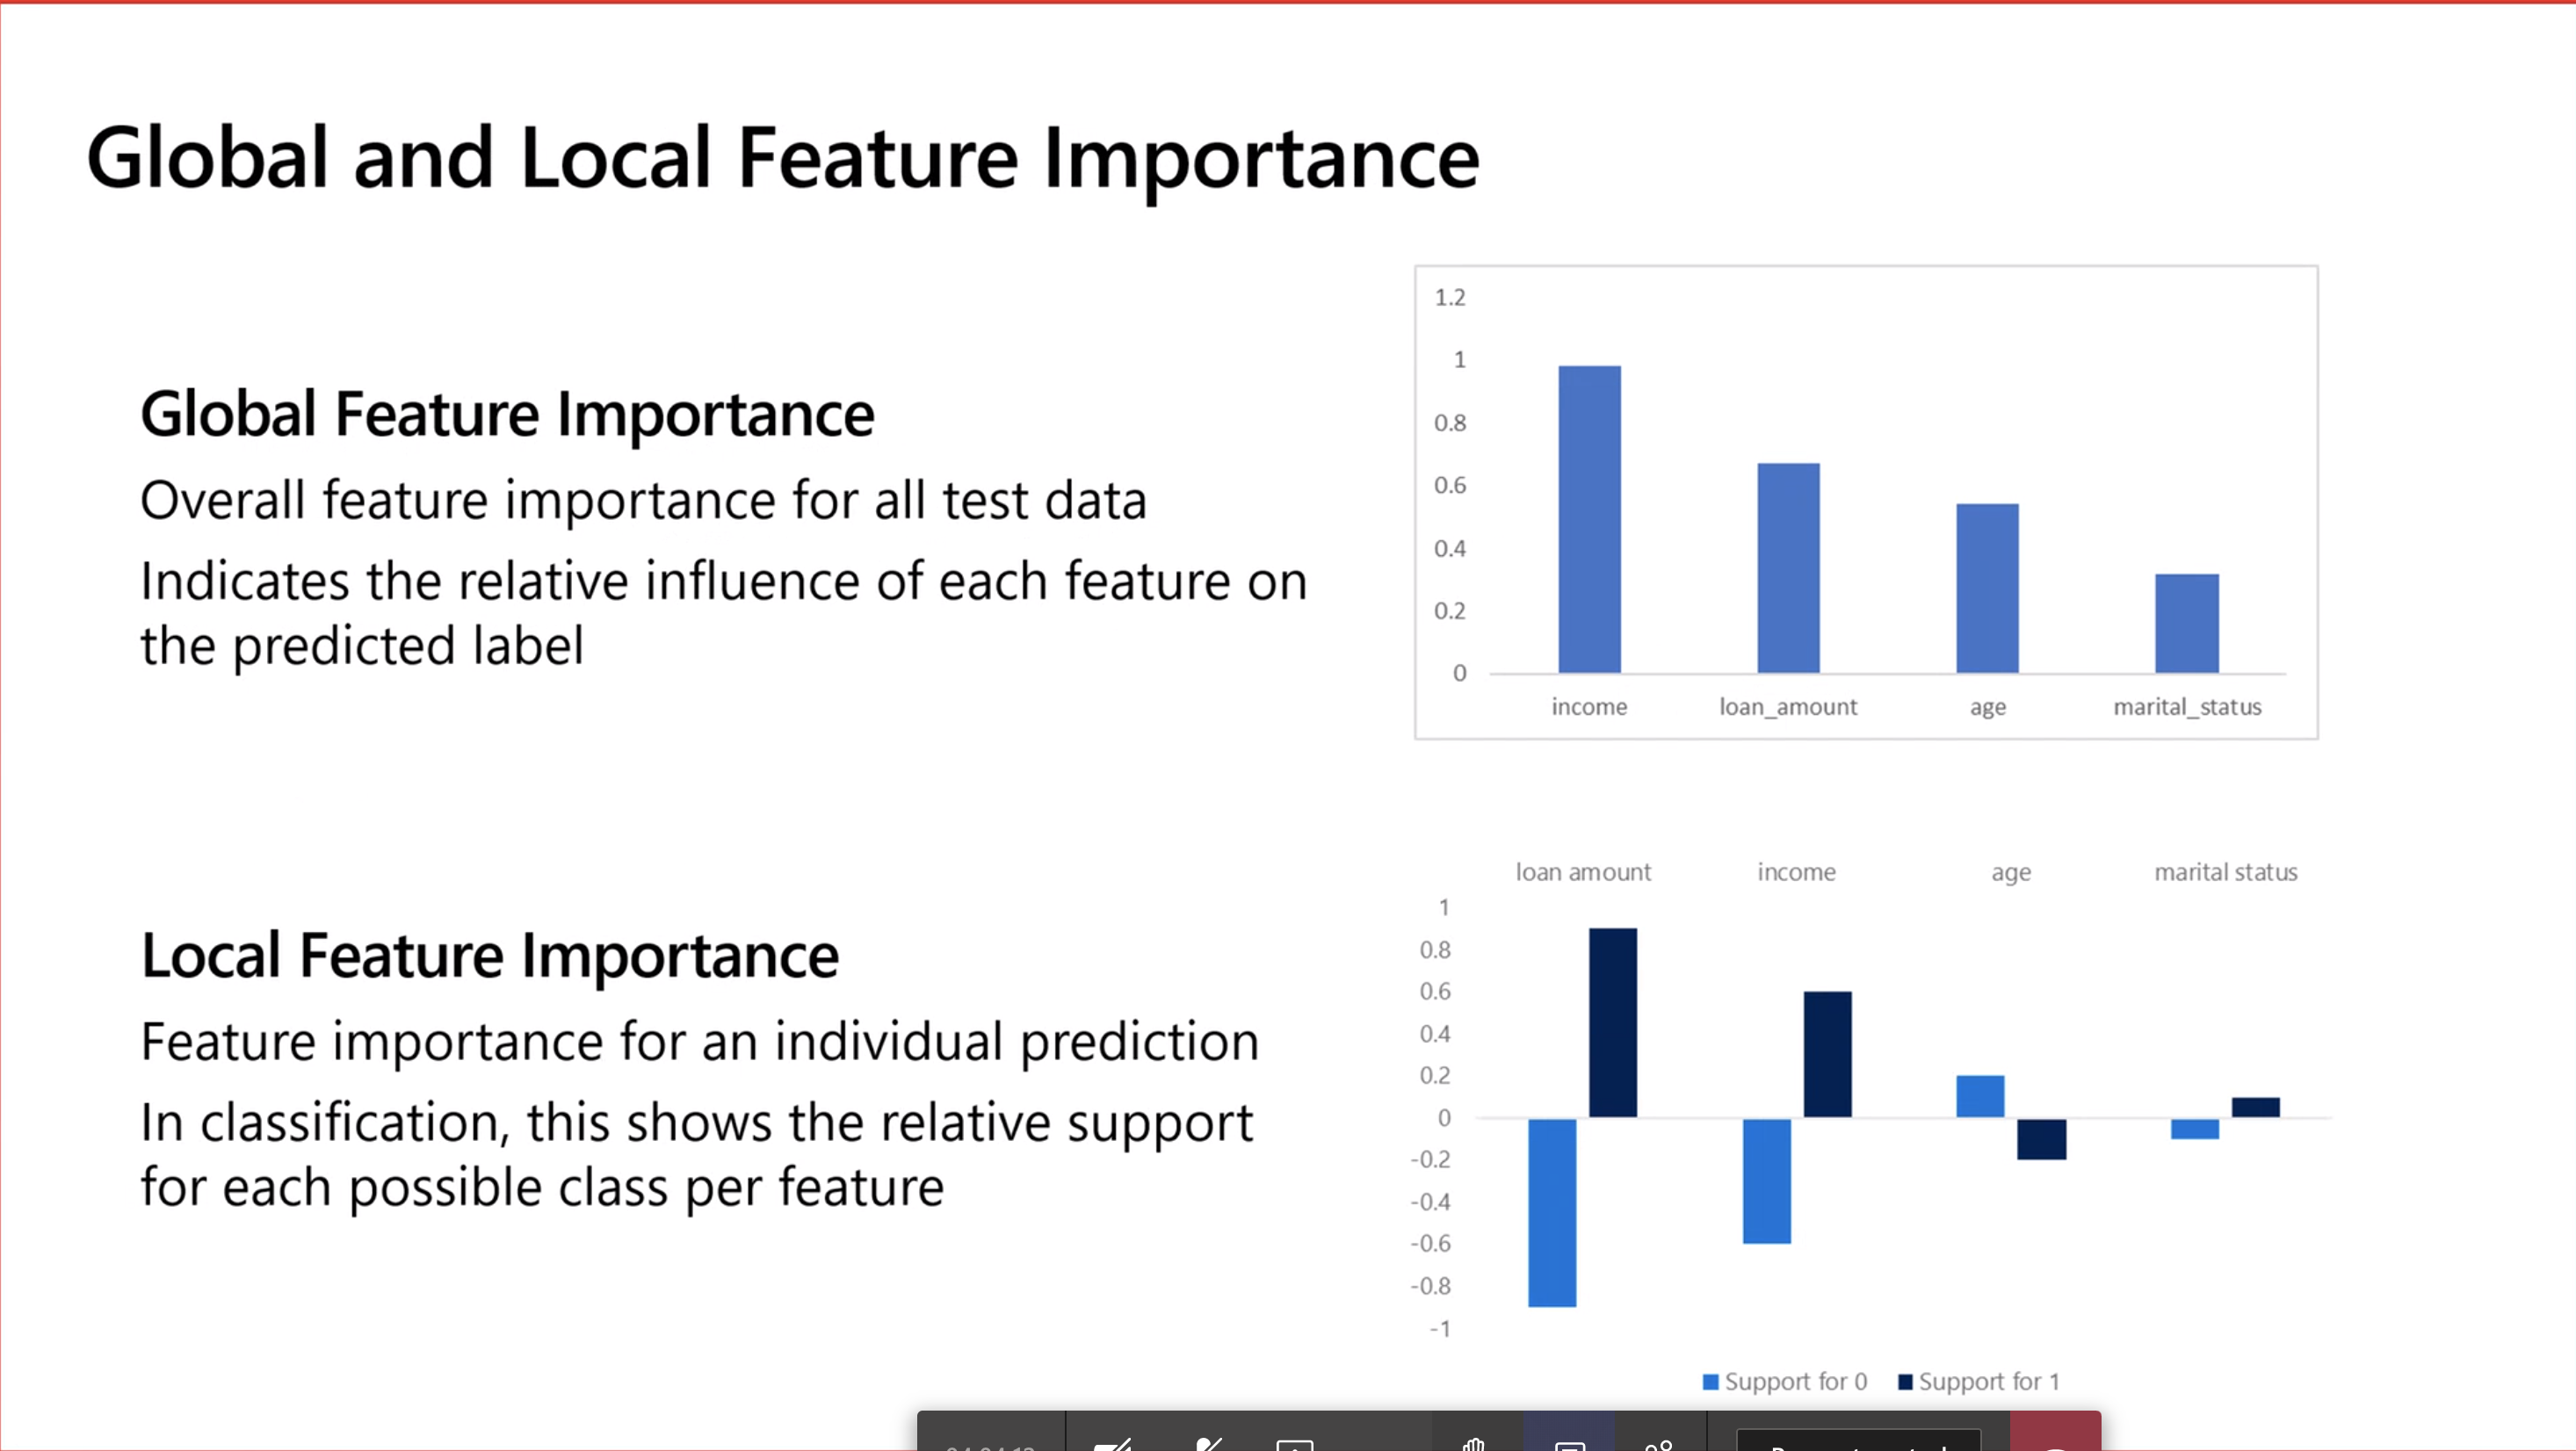 Global and Local Feature Importance
Global Feature Importance
Overall feature importance for all test data
Indicates the relative influence of each feature on
the predicted label
1.2
1
0.8
0.6
0.4
0.2
0
income loan_amount age marital_status
Local Feature Importance
Feature importance for an individual prediction
In classification, this shows the relative support
for each possible class per feature
loan amount income age marital status
1
0.8
0.6
0.4
0.2
0
-0.2
-0.4
-0.6
-0.8
-1
Support for 0 Support for 1